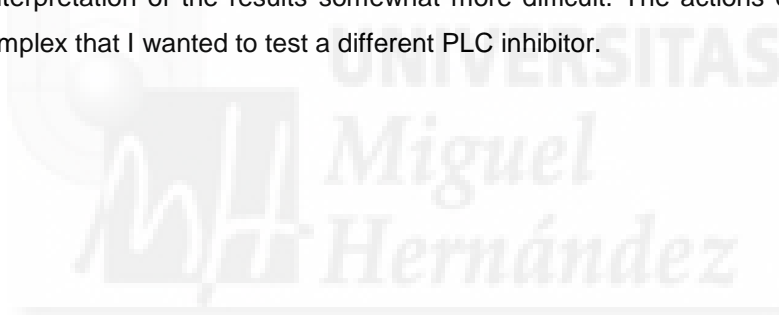 nterpretation of the results somewhat more difficult. The actions
mplex that I wanted to test a different PLC inhibitor.
UNIVERSITAS
Miguel
Hernández